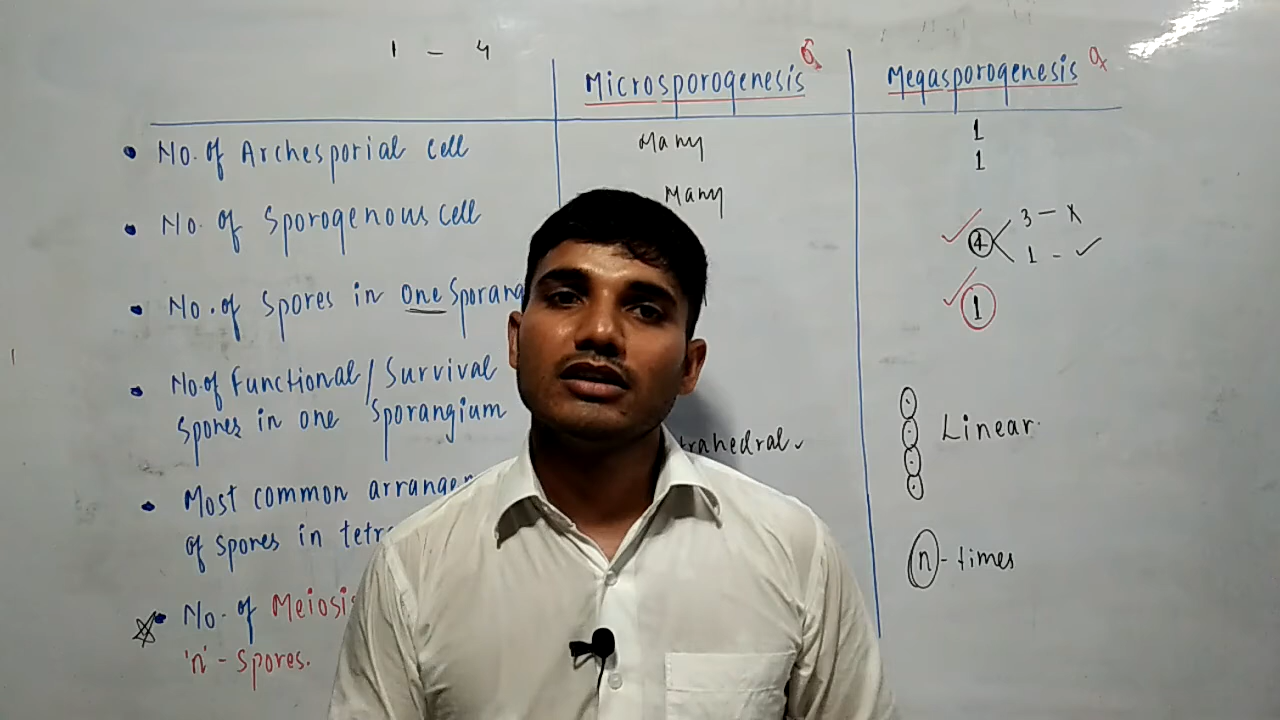 1 - 4
Microsporogenesis ♂
Megasporogenesis ♀
• No. of Archesporial cell
Many
1
1
• No. of Sporogenous cell
Many
✓ 4 < 3 - x
1 - ✓
• No. of Spores in one Sporang
✓ 1
• No. of Functional/Survival
spores in one Sporangium
trahedral.
Linear.
• Most common arrangem
of spores in tetr
n - times
• No. of Meiosis
'n' - spores.